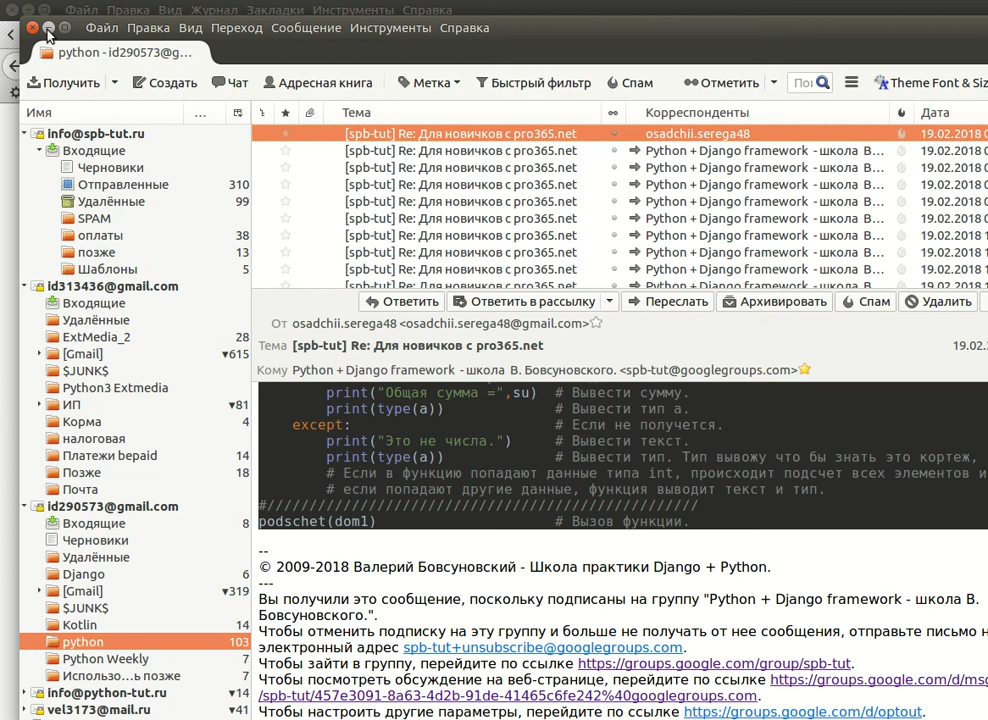 Файл Правка Вид Журнал Закладки Инструменты Справка
Файл Правка Вид Переход Сообщение Инструменты Справка
python - id290573@g...
Получить Создать Чат Адресная книга Метка Быстрый фильтр Спам Отметить Theme Font & Siz
Имя ... Тема Корреспонденты Дата
info@spb-tut.ru
Входящие
Черновики
Отправленные 310
Удалённые 99
SPAM
оплаты 38
позже 13
Шаблоны 5
id313436@gmail.com
Входящие
Удалённые
ExtMedia_2 28
[Gmail] ▾615
$JUNK$
Python3 Extmedia
ИП ▾81
Корма 4
налоговая
Платежи bepaid 14
Позже 18
Почта
id290573@gmail.com
Входящие 8
Черновики
Удалённые
Django 6
[Gmail] ▾319
$JUNK$
Kotlin 14
python 103
Python Weekly 7
Использо...ь позже 7
info@python-tut.ru ▾14
vel3173@mail.ru ▾41
[spb-tut] Re: Для новичков с pro365.net osadchii.serega48 19.02.2018 0
[spb-tut] Re: Для новичков с pro365.net Python + Django framework - школа В... 19.02.2018 0
[spb-tut] Re: Для новичков с pro365.net Python + Django framework - школа В... 19.02.2018 0
[spb-tut] Re: Для новичков с pro365.net Python + Django framework - школа В... 19.02.2018 0
[spb-tut] Re: Для новичков с pro365.net Python + Django framework - школа В... 19.02.2018 0
[spb-tut] Re: Для новичков с pro365.net Python + Django framework - школа В... 19.02.2018 0
[spb-tut] Re: Для новичков с pro365.net Python + Django framework - школа В... 19.02.2018 1
[spb-tut] Re: Для новичков с pro365.net Python + Django framework - школа В... 19.02.2018 1
[spb-tut] Re: Для новичков с pro365.net Python + Django framework - школа В... 19.02.2018 1
Ответить Ответить в рассылку Переслать Архивировать Спам Удалить
От osadchii.serega48 <osadchii.serega48@gmail.com>
Тема [spb-tut] Re: Для новичков с pro365.net 19.02.
Кому Python + Django framework - школа В. Бовсуновского. <spb-tut@googlegroups.com>
print("Общая сумма =",su) # Вывести сумму.
print(type(a)) # Вывести тип а.
except: # Если не получется.
print("Это не числа.") # Вывести текст.
print(type(a)) # Вывести тип. Тип вывожу что бы знать это кортеж,
# Если в функцию попадают данные типа int, происходит подсчет всех элементов и
# если попадают другие данные, функция выводит текст и тип.
#///////////////////////////////////////////////////
podschet(dom1) # Вызов функции.
--
© 2009-2018 Валерий Бовсуновский - Школа практики Django + Python.
---
Вы получили это сообщение, поскольку подписаны на группу "Python + Django framework - школа В.
Бовсуновского.".
Чтобы отменить подписку на эту группу и больше не получать от нее сообщения, отправьте письмо н
электронный адрес spb-tut+unsubscribe@googlegroups.com.
Чтобы зайти в группу, перейдите по ссылке https://groups.google.com/group/spb-tut.
Чтобы посмотреть обсуждение на веб-странице, перейдите по ссылке https://groups.google.com/d/msg
/spb-tut/457e3091-8a63-4d2b-91de-41465c6fe242%40googlegroups.com.
Чтобы настроить другие параметры, перейдите по ссылке https://groups.google.com/d/optout.